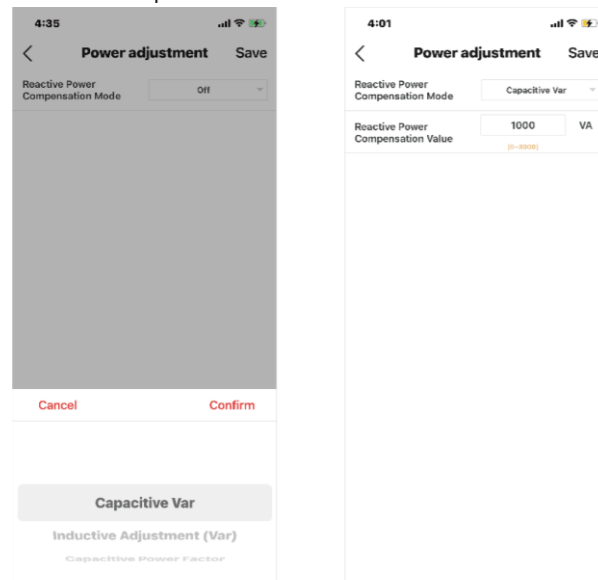 4:35
Power adjustment Save
Reactive Power
Compensation Mode
Off
Cancel Confirm
Capacitive Var
Inductive Adjustment (Var)
Capacitive Power Factor
4:01
Power adjustment Save
Reactive Power
Compensation Mode
Capacitive Var
Reactive Power
Compensation Value
1000 VA